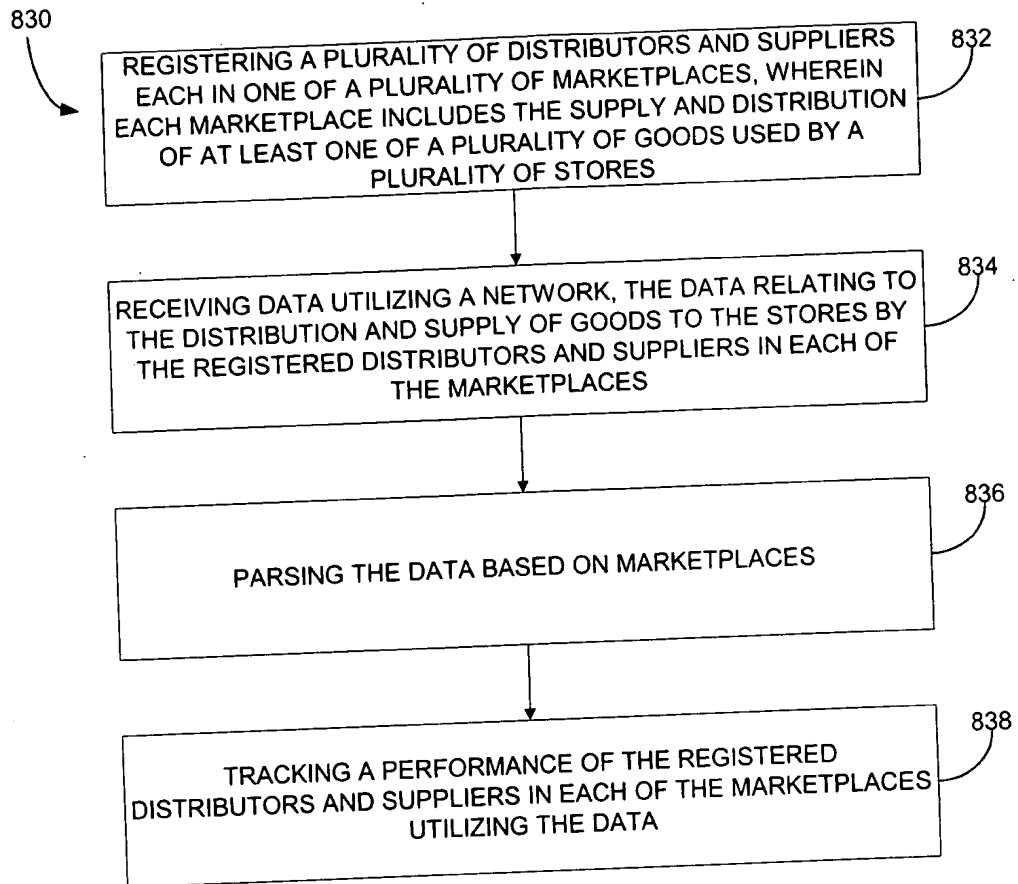 830
832
REGISTERING A PLURALITY OF DISTRIBUTORS AND SUPPLIERS
EACH IN ONE OF A PLURALITY OF MARKETPLACES, WHEREIN
EACH MARKETPLACE INCLUDES THE SUPPLY AND DISTRIBUTION
OF AT LEAST ONE OF A PLURALITY OF GOODS USED BY A
PLURALITY OF STORES
834
RECEIVING DATA UTILIZING A NETWORK, THE DATA RELATING TO
THE DISTRIBUTION AND SUPPLY OF GOODS TO THE STORES BY
THE REGISTERED DISTRIBUTORS AND SUPPLIERS IN EACH OF
THE MARKETPLACES
836
PARSING THE DATA BASED ON MARKETPLACES
838
TRACKING A PERFORMANCE OF THE REGISTERED
DISTRIBUTORS AND SUPPLIERS IN EACH OF THE MARKETPLACES
UTILIZING THE DATA